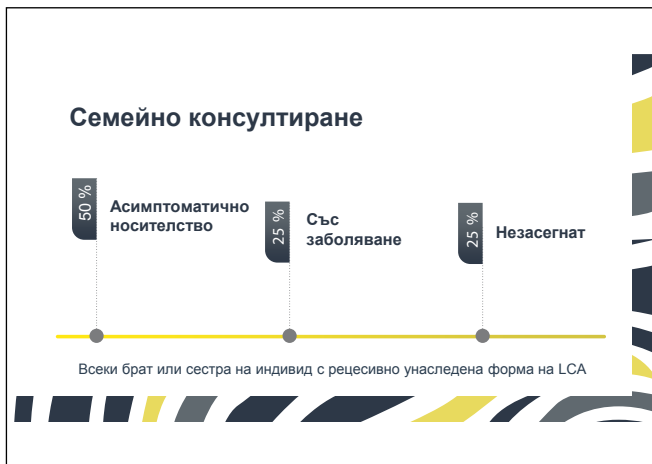 Семейно консултиране
50 %
Асимптоматично
носителство
25 %
Със
заболяване
25 %
Незасегнат
Всеки брат или сестра на индивид с рецесивно унаследена форма на LCA